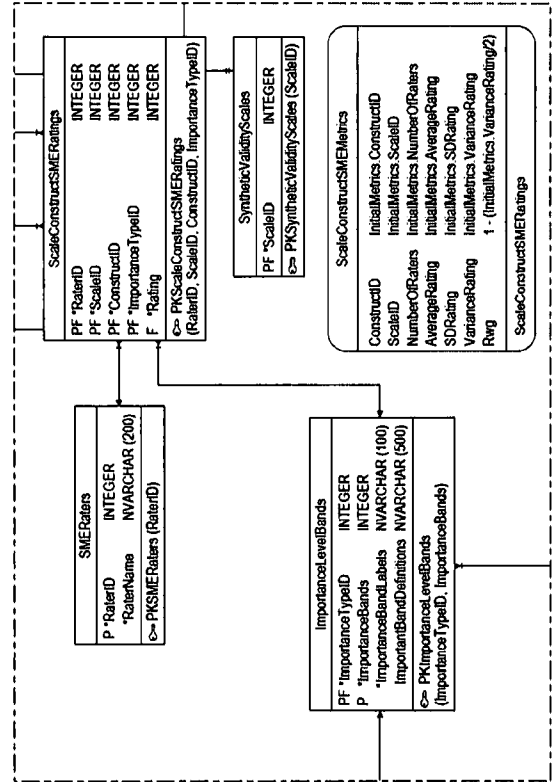 ScaleConstructSMERatings
PF *RaterID INTEGER
PF *ScaleID INTEGER
PF *ConstructID INTEGER
PF *ImportanceTypeID INTEGER
F *Rating INTEGER
PKScaleConstructSMERatings
(RaterID, ScaleID, ConstructID, ImportanceTypeID)
SyntheticValidityScales
PF *ScaleID INTEGER
PKSyntheticValidityScales (ScaleID)
ScaleConstructSMEMetrics
ConstructID InitialMetrics.ConstructID
ScaleID InitialMetrics.ScaleID
NumberOfRaters InitialMetrics.NumberOfRaters
AverageRating InitialMetrics.AverageRating
SDRating InitialMetrics.SDRating
VarianceRating InitialMetrics.VarianceRating
Rwg 1 - (InitialMetrics.VarianceRating/2)
ScaleConstructSMERatings
SMERaters
P *RaterID INTEGER
*RaterName NVARCHAR (200)
PKSMERaters (RaterID)
ImportanceLevelBands
PF *ImportanceTypeID INTEGER
P *ImportanceBands INTEGER
*ImportanceBandLabels NVARCHAR (100)
ImportantBandDefinitions NVARCHAR (500)
PKImportanceLevelBands
(ImportanceTypeID, ImportanceBands)